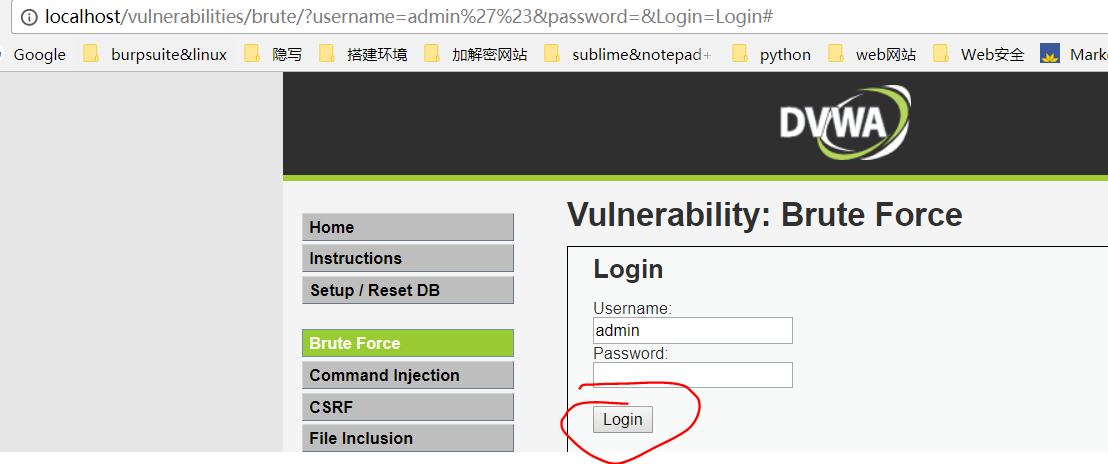 localhost/vulnerabilities/brute/?username=admin%27%23&password=&Login=Login#
Google burpsuite&linux 隐写 搭建环境 加解密网站 sublime&notepad+ python web网站 Web安全 Mark
DVWA
Vulnerability: Brute Force
Home
Instructions
Setup / Reset DB
Brute Force
Command Injection
CSRF
File Inclusion
Login
Username:
admin
Password:
Login